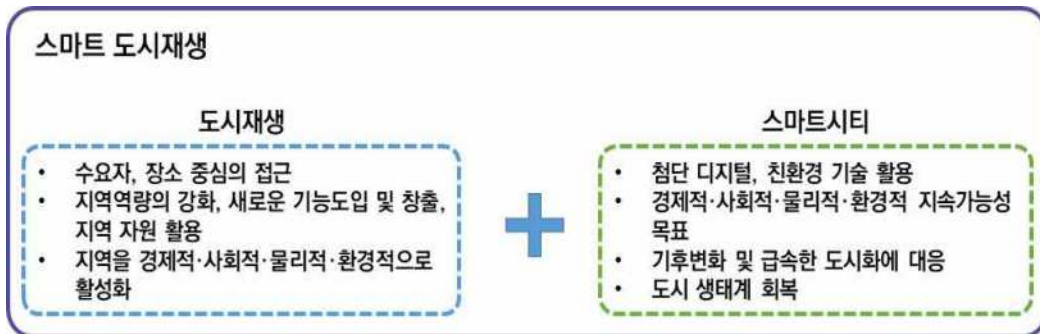 스마트 도시재생
도시재생
• 수요자, 장소 중심의 접근
• 지역역량의 강화, 새로운 기능도입 및 창출,
지역 자원 활용
• 지역을 경제적·사회적·물리적·환경적으로
활성화
스마트시티
• 첨단 디지털, 친환경 기술 활용
• 경제적·사회적·물리적·환경적 지속가능성
목표
• 기후변화 및 급속한 도시화에 대응
• 도시 생태계 회복